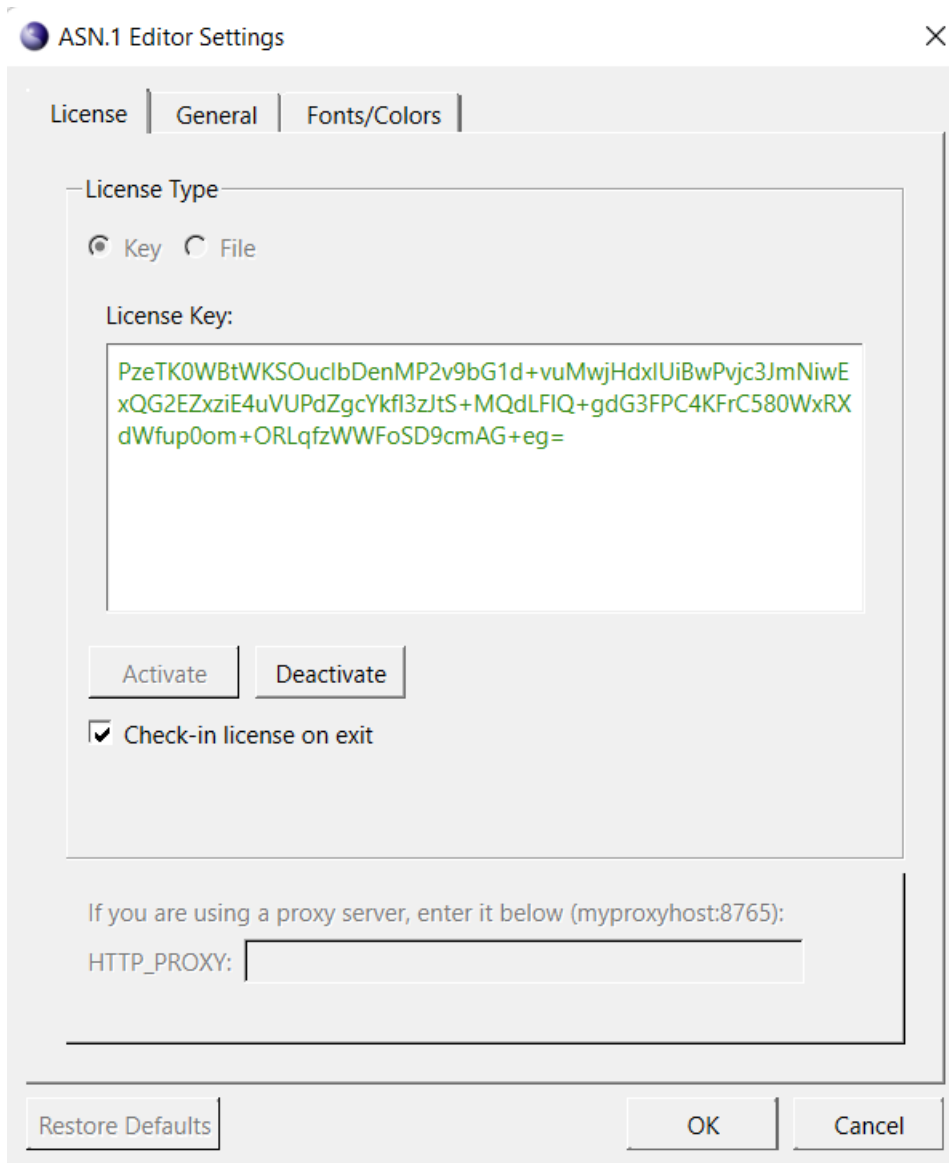 ASN.1 Editor Settings
License General Fonts/Colors
License Type
Key File
License Key:
PzeTK0WBtWKSOuclbDenMP2v9bG1d+vuMwjHdxIUiBwPvjc3JmNiwE
xQG2EZxziE4uVUPdZgcYkfI3zJtS+MQdLFIQ+gdG3FPC4KFrC580WxRX
dWfup0om+ORLqfzWWFoSD9cmAG+eg=
Activate Deactivate
Check-in license on exit
If you are using a proxy server, enter it below (myproxyhost:8765):
HTTP_PROXY:
Restore Defaults OK Cancel